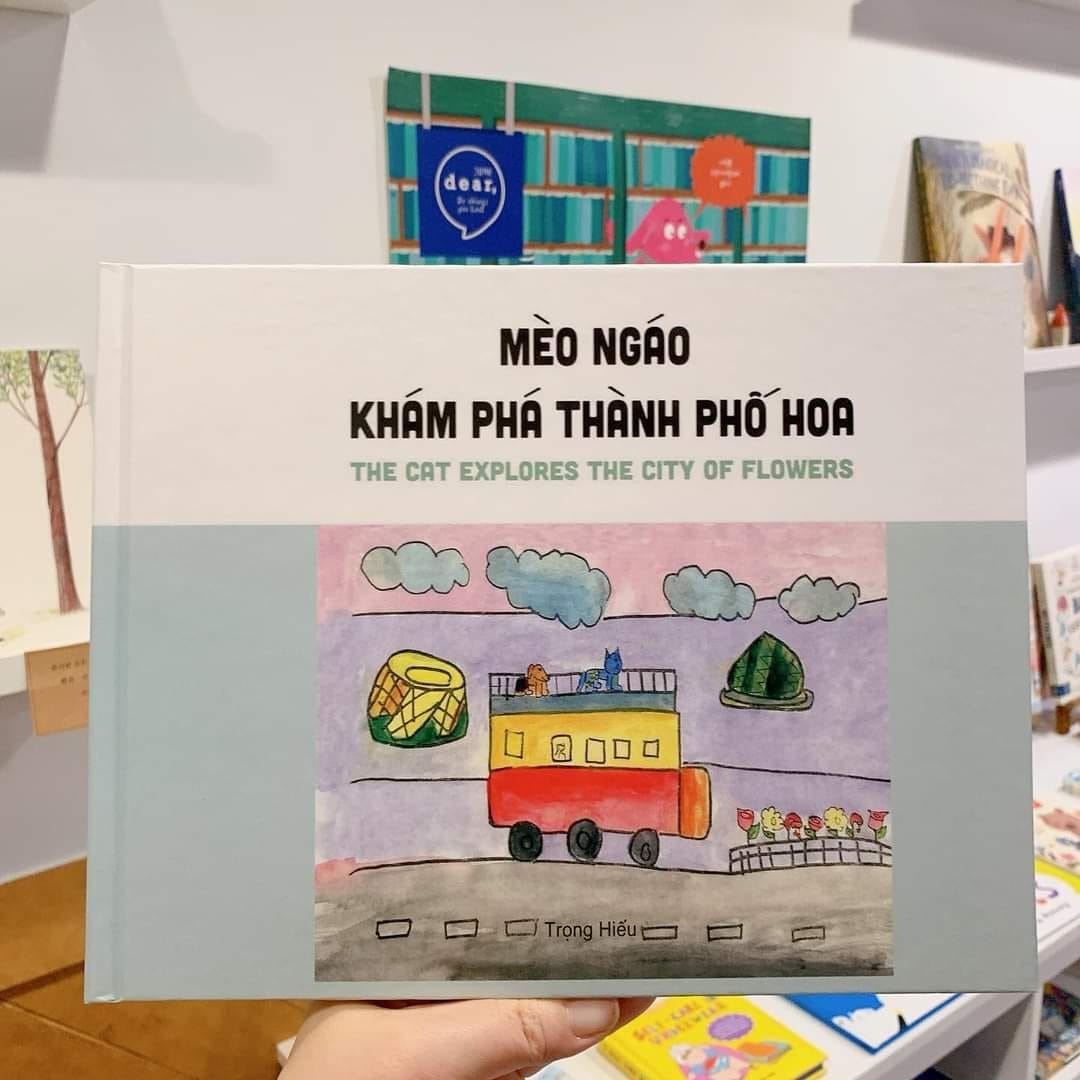 dear,
MÈO NGÁO
KHÁM PHÁ THÀNH PHỐ HOA
THE CAT EXPLORES THE CITY OF FLOWERS
Trọng Hiếu